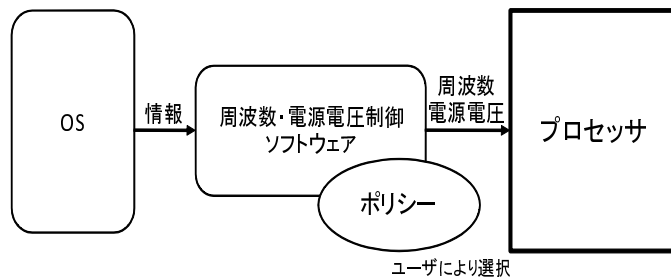 OS
情報
周波数・電源電圧制御
ソフトウェア
ポリシー
ユーザにより選択
周波数
電源電圧
プロセッサ